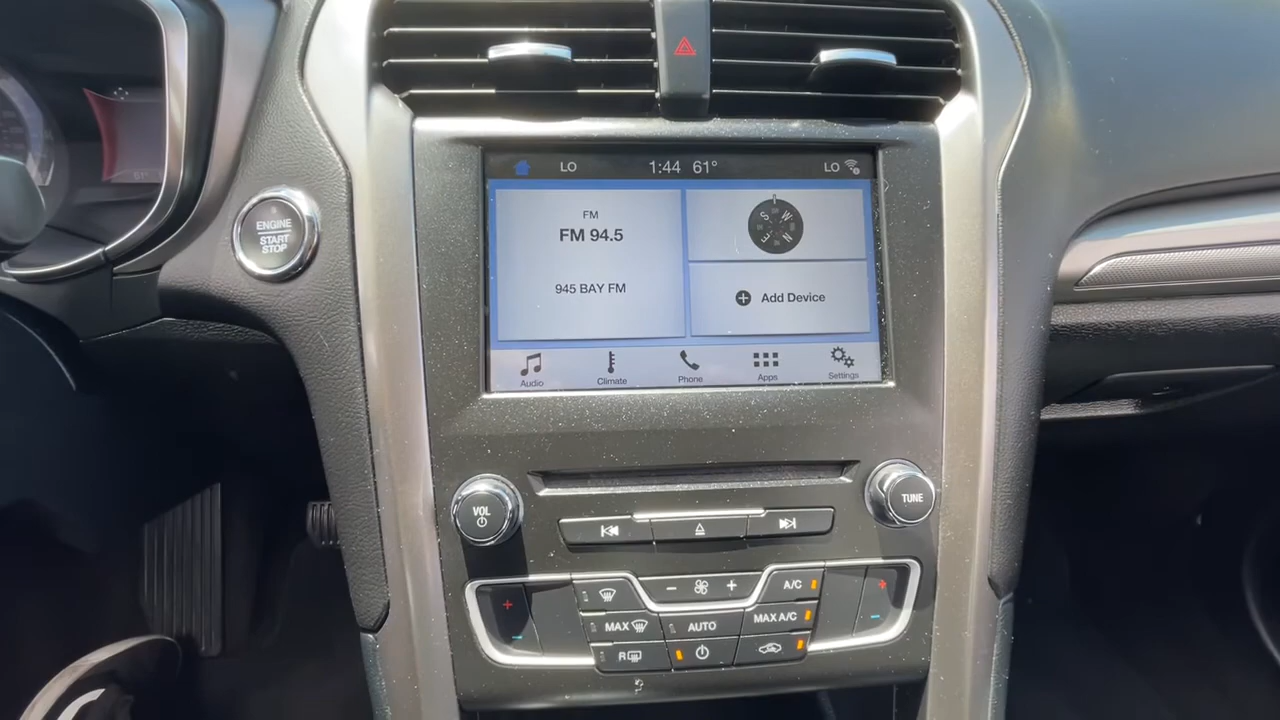 61°
ENGINE
START
STOP
LO
1:44 61°
LO
FM
FM 94.5
945 BAY FM
S W
E N
Add Device
Audio
Climate
Phone
Apps
Settings
VOL
TUNE
− +
A/C
MAX
AUTO
MAX A/C
R